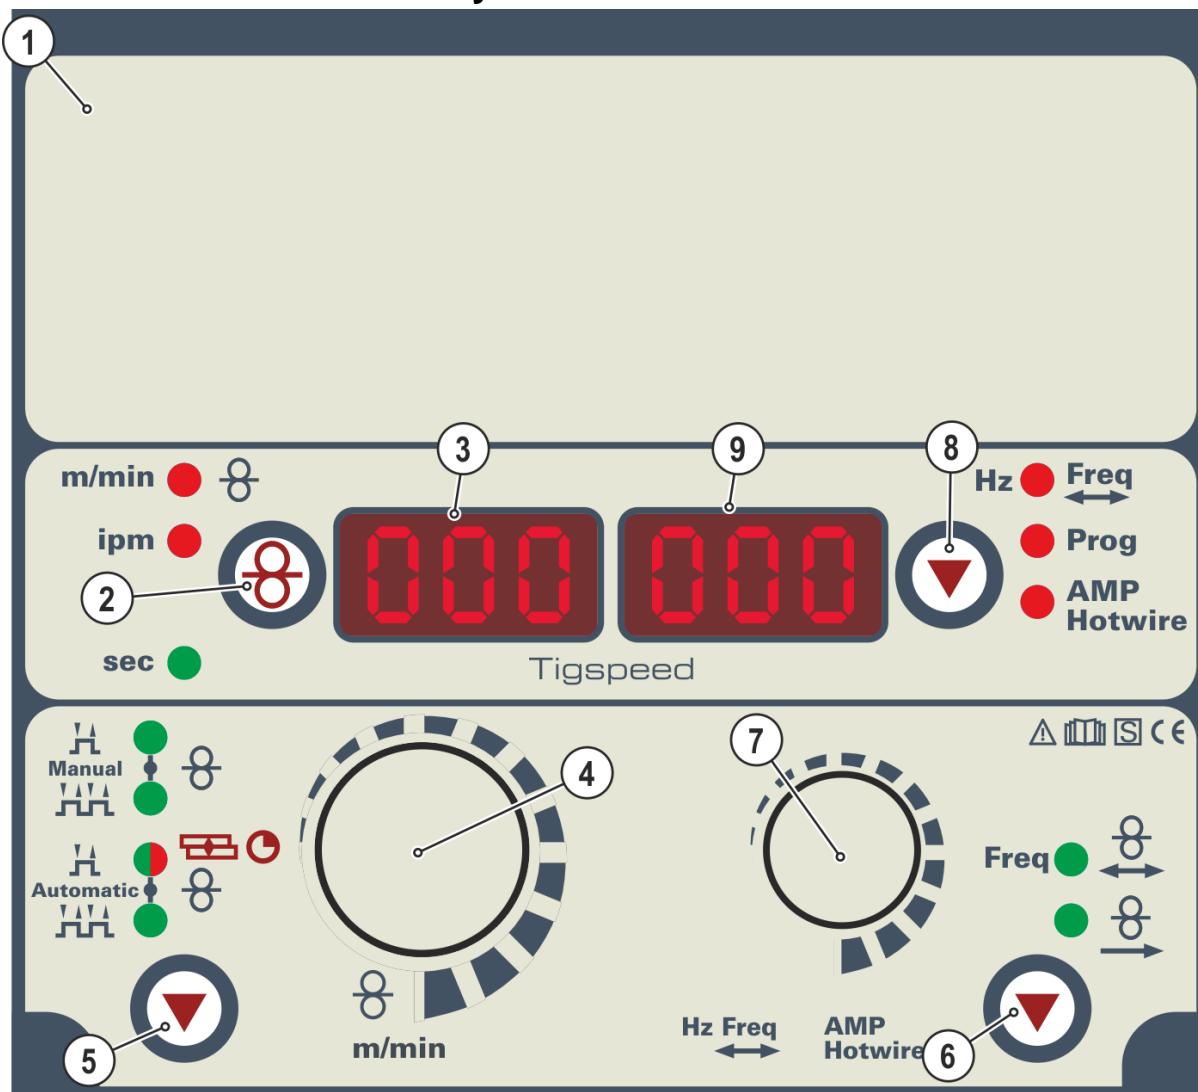 1
3
9
8
m/min
Hz
Freq
ipm
000
000
Prog
2
AMP
Hotwire
sec
Tigspeed
7
4
Manual
Freq
Automatic
Hz Freq
AMP
Hotwire
m/min
5
6
S CE